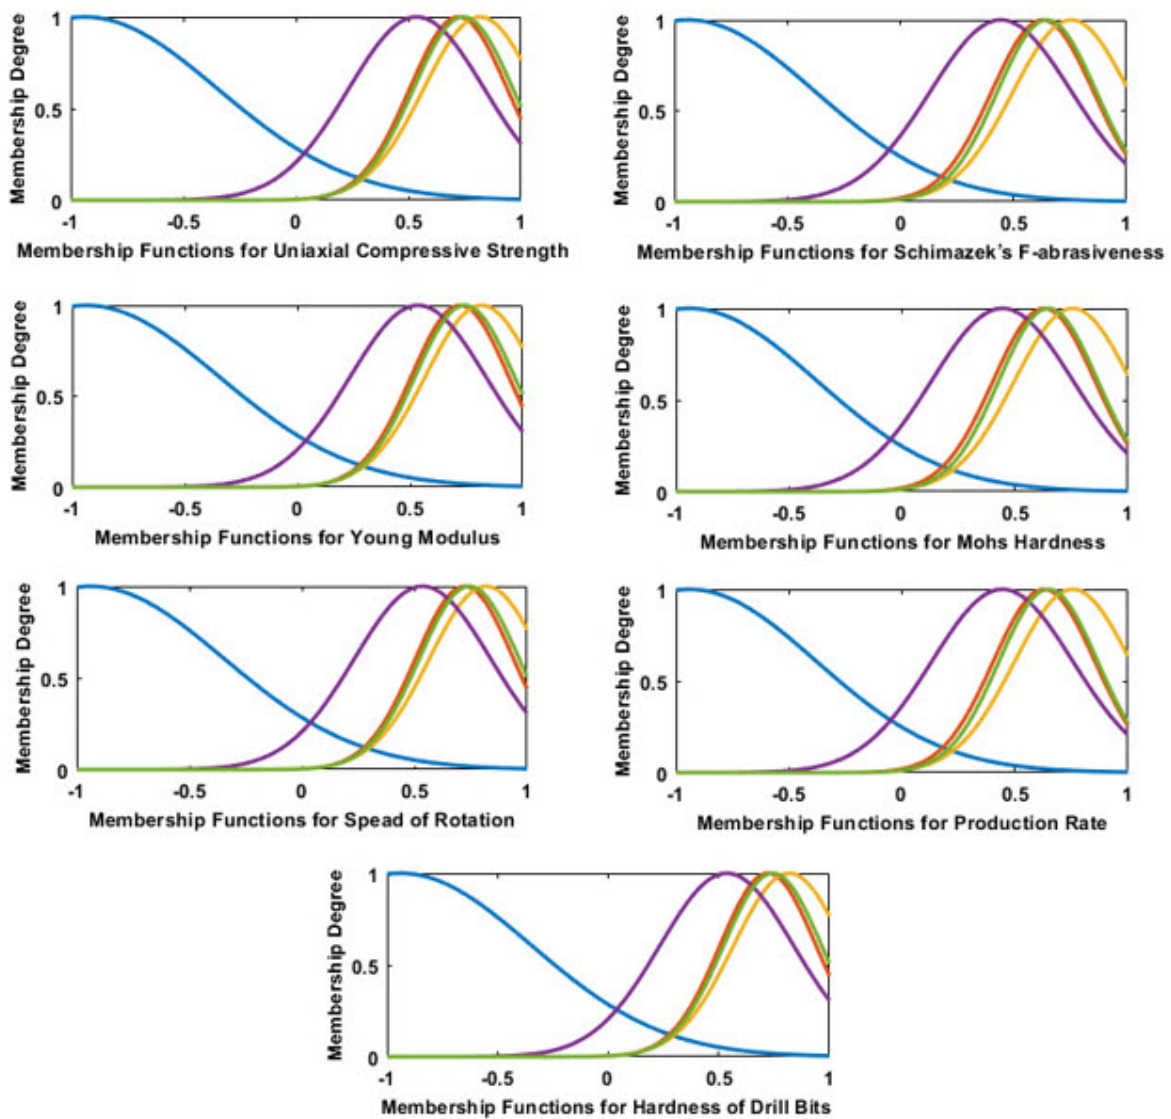 Membership Degree
1
0.5
0
-1 -0.5 0 0.5 1
Membership Functions for Uniaxial Compressive Strength
Membership Degree
1
0.5
0
-1 -0.5 0 0.5 1
Membership Functions for Schimazek's F-abrasiveness
Membership Degree
1
0.5
0
-1 -0.5 0 0.5 1
Membership Functions for Young Modulus
Membership Degree
1
0.5
0
-1 -0.5 0 0.5 1
Membership Functions for Mohs Hardness
Membership Degree
1
0.5
0
-1 -0.5 0 0.5 1
Membership Functions for Spead of Rotation
Membership Degree
1
0.5
0
-1 -0.5 0 0.5 1
Membership Functions for Production Rate
Membership Degree
1
0.5
0
-1 -0.5 0 0.5 1
Membership Functions for Hardness of Drill Bits